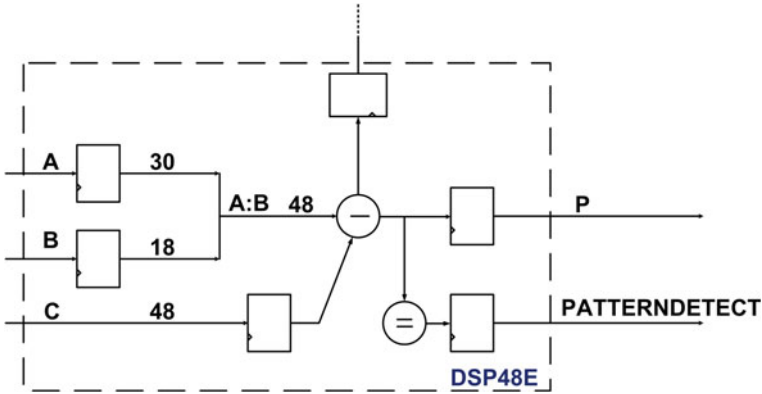 A 30
A:B 48
B 18
C 48
P
PATTERNDETECT
DSP48E